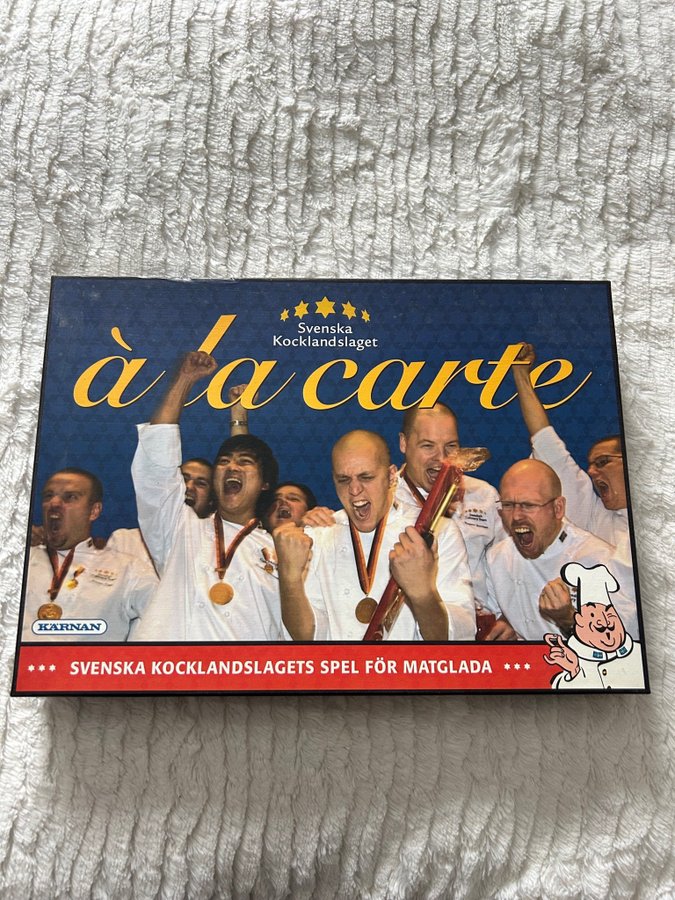 Svenska
Kocklandslaget
à la carte
KÄRNAN
*** SVENSKA KOCKLANDSLAGETS SPEL FÖR MATGLADA ***